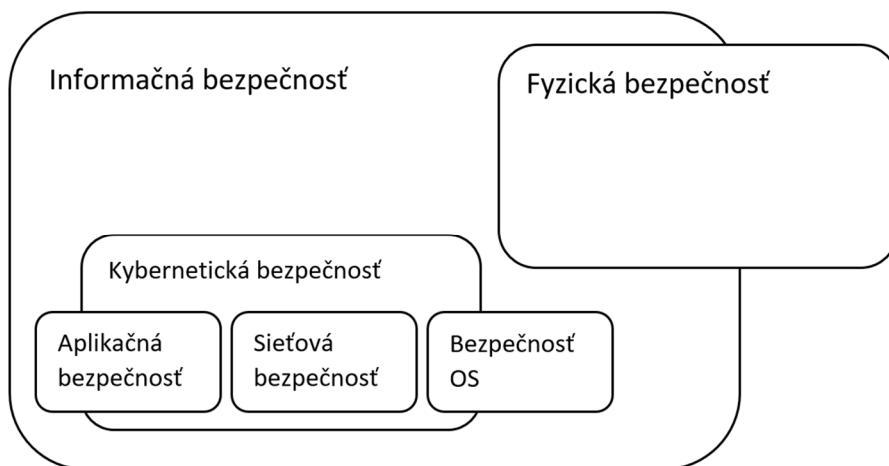 Informačná bezpečnosť
Fyzická bezpečnosť
Kybernetická bezpečnosť
Aplikačná
bezpečnosť
Sieťová
bezpečnosť
Bezpečnosť
OS